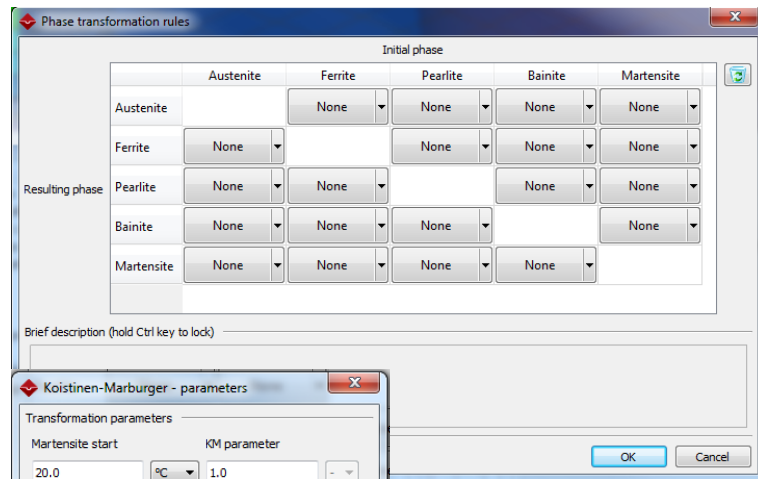 Phase transformation rules
Initial phase
Austenite Ferrite Pearlite Bainite Martensite
Austenite None None None None
Ferrite None None None None
Resulting phase Pearlite None None None None
Bainite None None None None
Martensite None None None None
Brief description (hold Ctrl key to lock)
Koistinen-Marburger - parameters
Transformation parameters
Martensite start KM parameter
20.0 ºC 1.0 -
OK Cancel